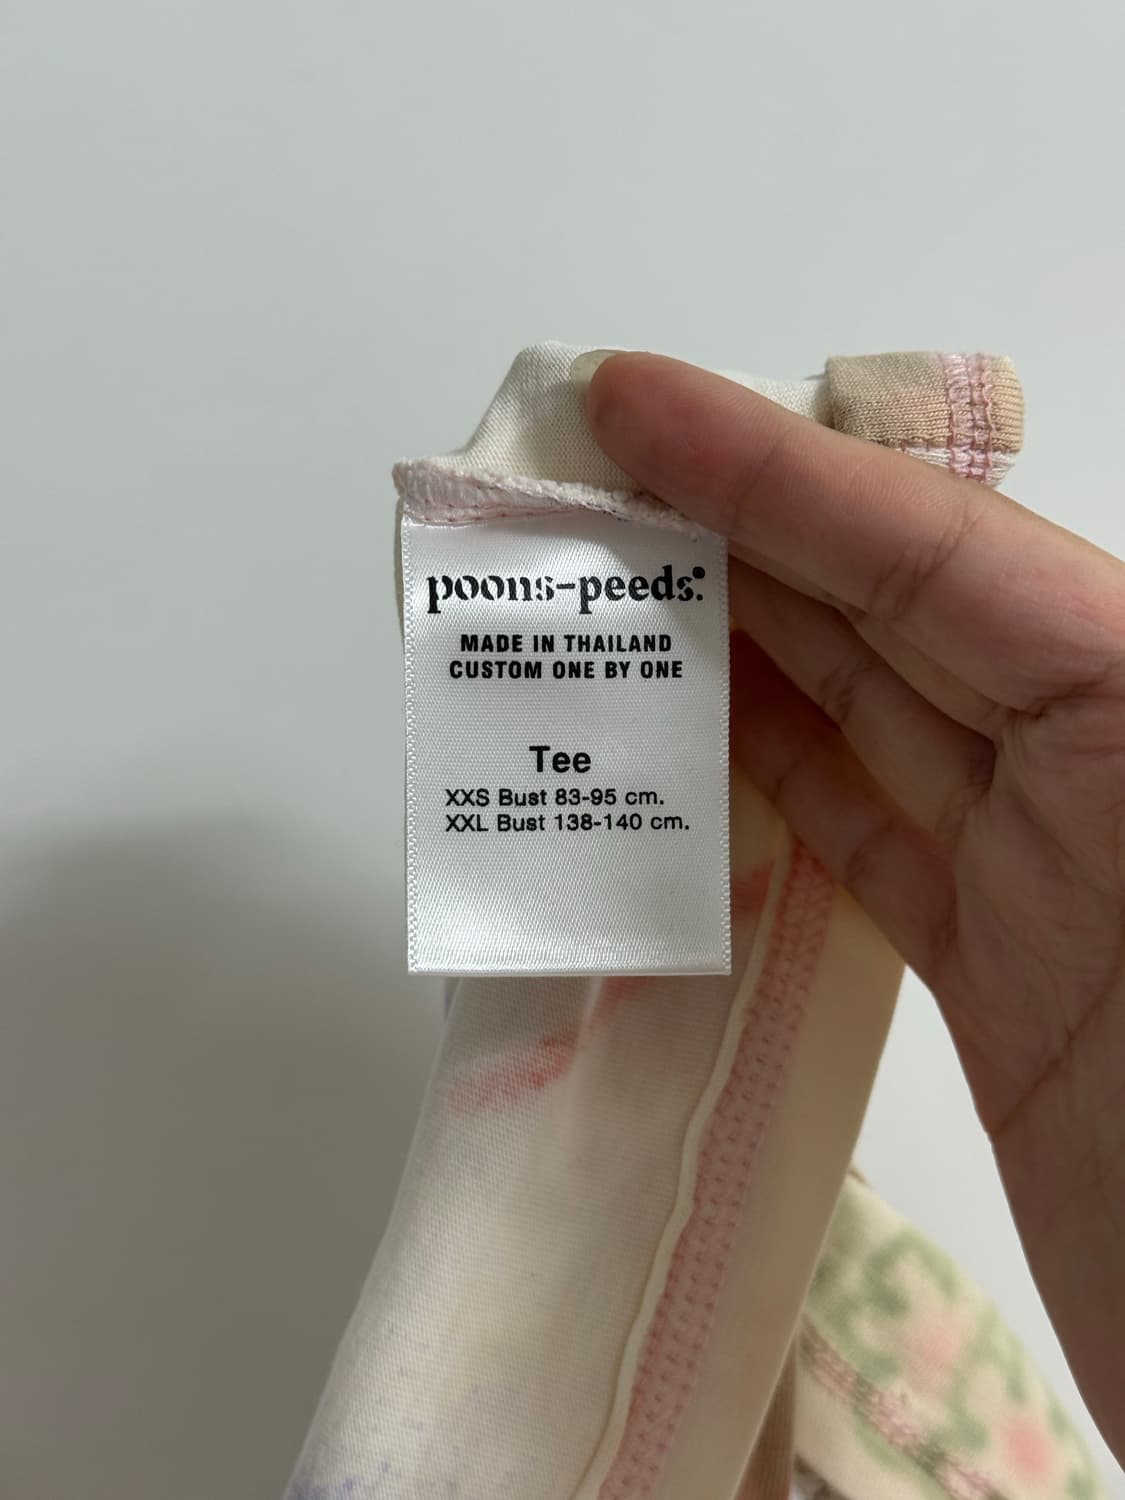 poons-peeds:
MADE IN THAILAND
CUSTOM ONE BY ONE
Tee
XXS Bust 83-95 cm.
XXL Bust 138-140 cm.